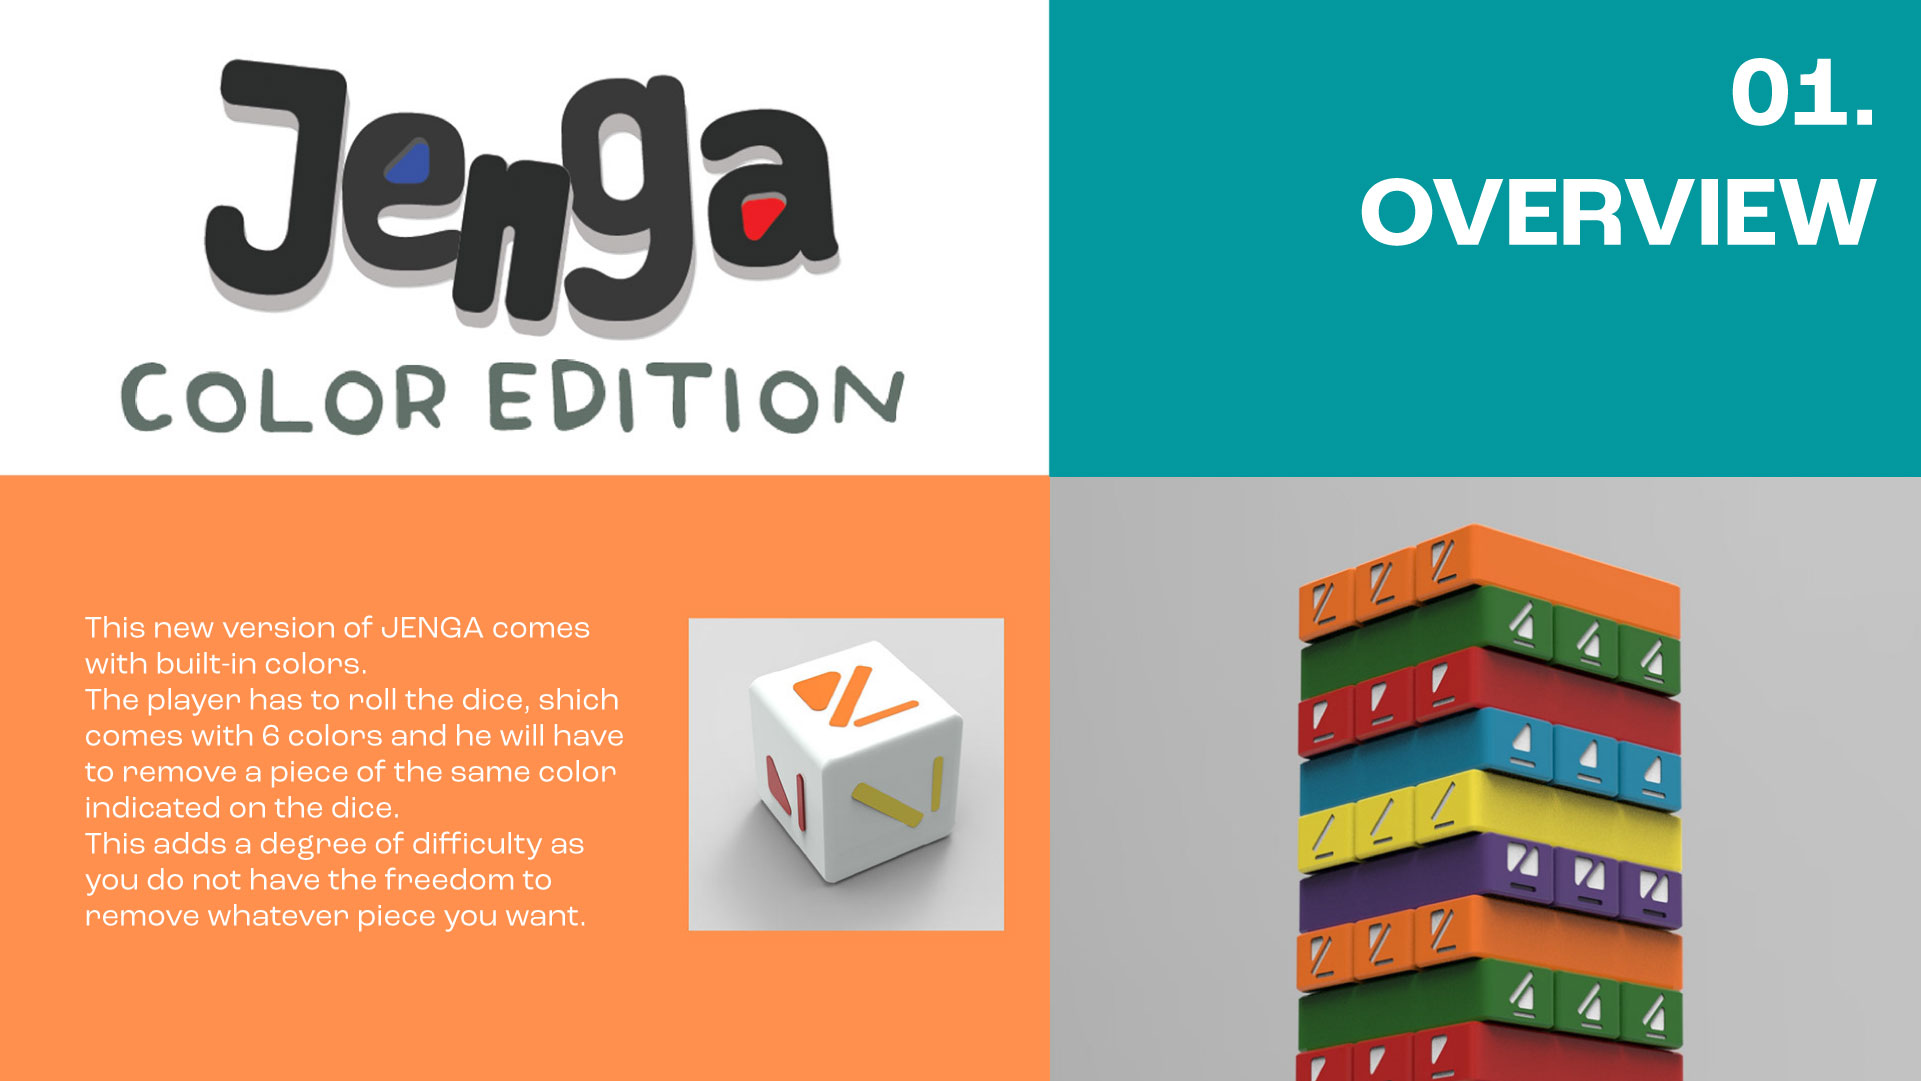 Jenga
COLOR EDITION
01.
OVERVIEW
This new version of JENGA comes
with built-in colors.
The player has to roll the dice, shich
comes with 6 colors and he will have
to remove a piece of the same color
indicated on the dice.
This adds a degree of difficulty as
you do not have the freedom to
remove whatever piece you want.